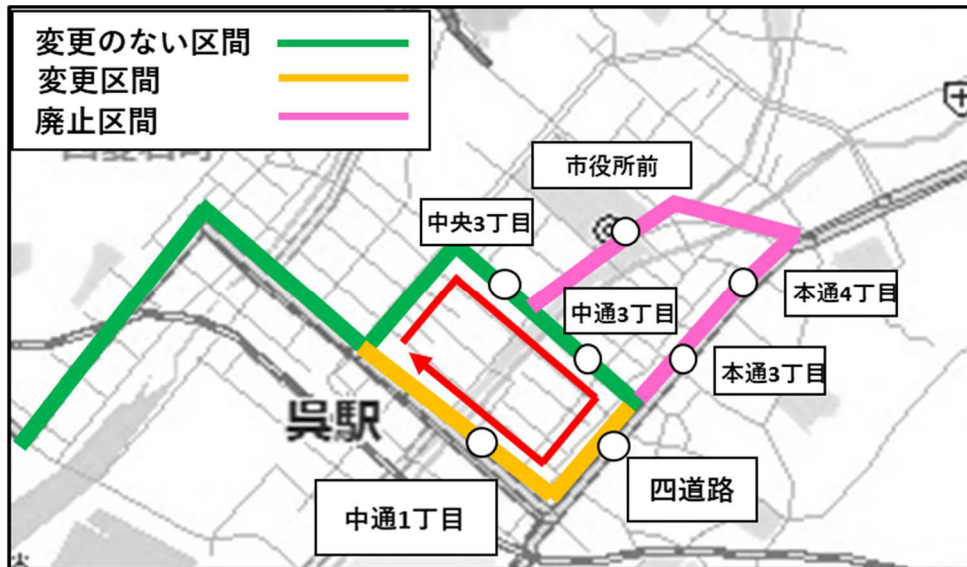 変更のない区間
変更区間
廃止区間
市役所前
中央3丁目
中通3丁目
本通4丁目
本通3丁目
呉駅
四道路
中通1丁目